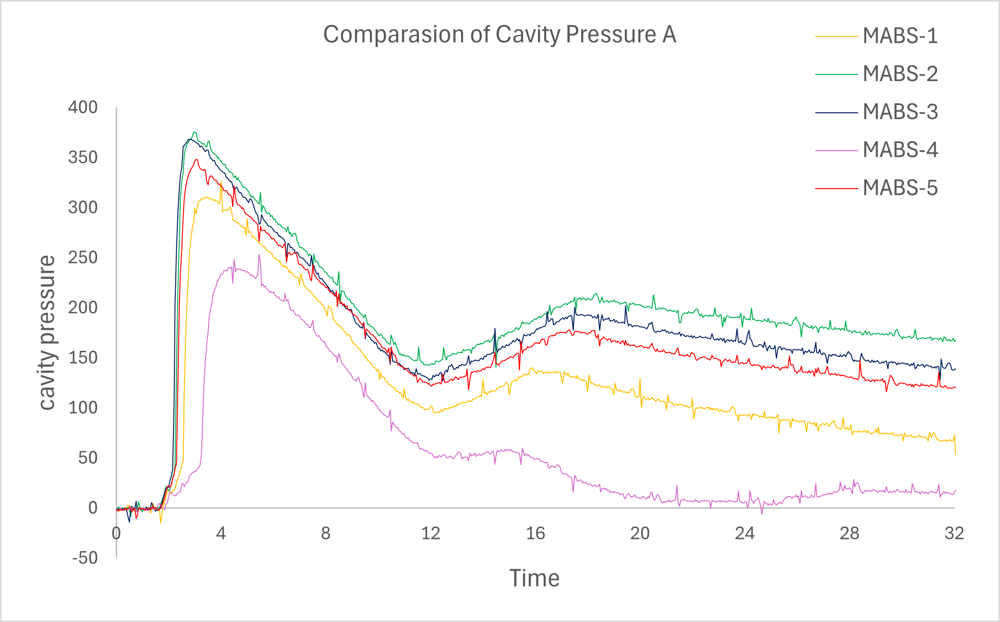 Comparasion of Cavity Pressure A
MABS-1
MABS-2
MABS-3
MABS-4
MABS-5
cavity pressure
400
350
300
250
200
150
100
50
0
-50
0 4 8 12 16 20 24 28 32
Time